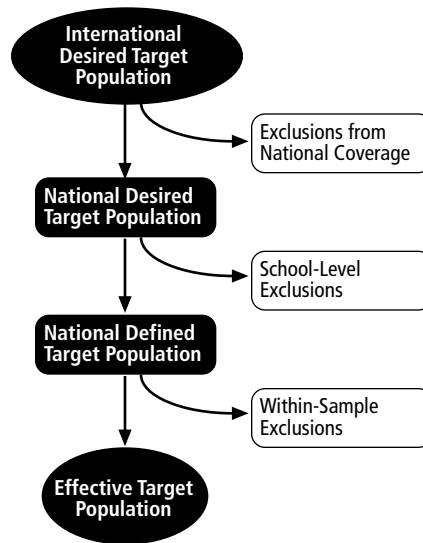 International
Desired Target
Population
Exclusions from
National Coverage
National Desired
Target Population
School-Level
Exclusions
National Defined
Target Population
Within-Sample
Exclusions
Effective Target
Population